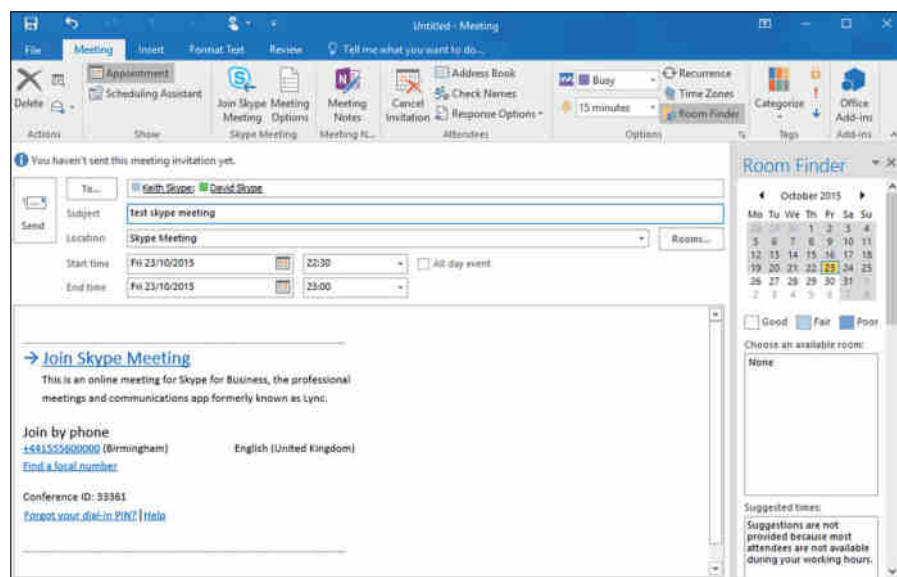 Untitled - Meeting
File Meeting Insert Format Text Review Tell me what you want to do...
Delete
Actions
Appointment
Scheduling Assistant
Show
Join Skype Meeting
Meeting Options
Skype Meeting
Meeting Notes
Meeting N...
Cancel Invitation
Address Book
Check Names
Response Options
Attendees
Busy
15 minutes
Recurrence
Time Zones
Room Finder
Options
Categorize
Tags
Office Add-ins
Add-ins
You haven't sent this meeting invitation yet.
Send
To... Keith Skype; David Skype
Subject test skype meeting
Location Skype Meeting Rooms...
Start time Fri 23/10/2015 22:30 All day event
End time Fri 23/10/2015 23:00
→ Join Skype Meeting
This is an online meeting for Skype for Business, the professional
meetings and communications app formerly known as Lync.
Join by phone
+441555600000 (Birmingham) English (United Kingdom)
Find a local number
Conference ID: 33361
Forgot your dial-in PIN? | Help
Room Finder
October 2015
Mo Tu We Th Fr Sa Su
28 29 30 1 2 3 4
5 6 7 8 9 10 11
12 13 14 15 16 17 18
19 20 21 22 23 24 25
26 27 28 29 30 31 1
2 3 4 5 6 7 8
Good Fair Poor
Choose an available room:
None
Suggested times:
Suggestions are not
provided because most
attendees are not available
during your working hours.